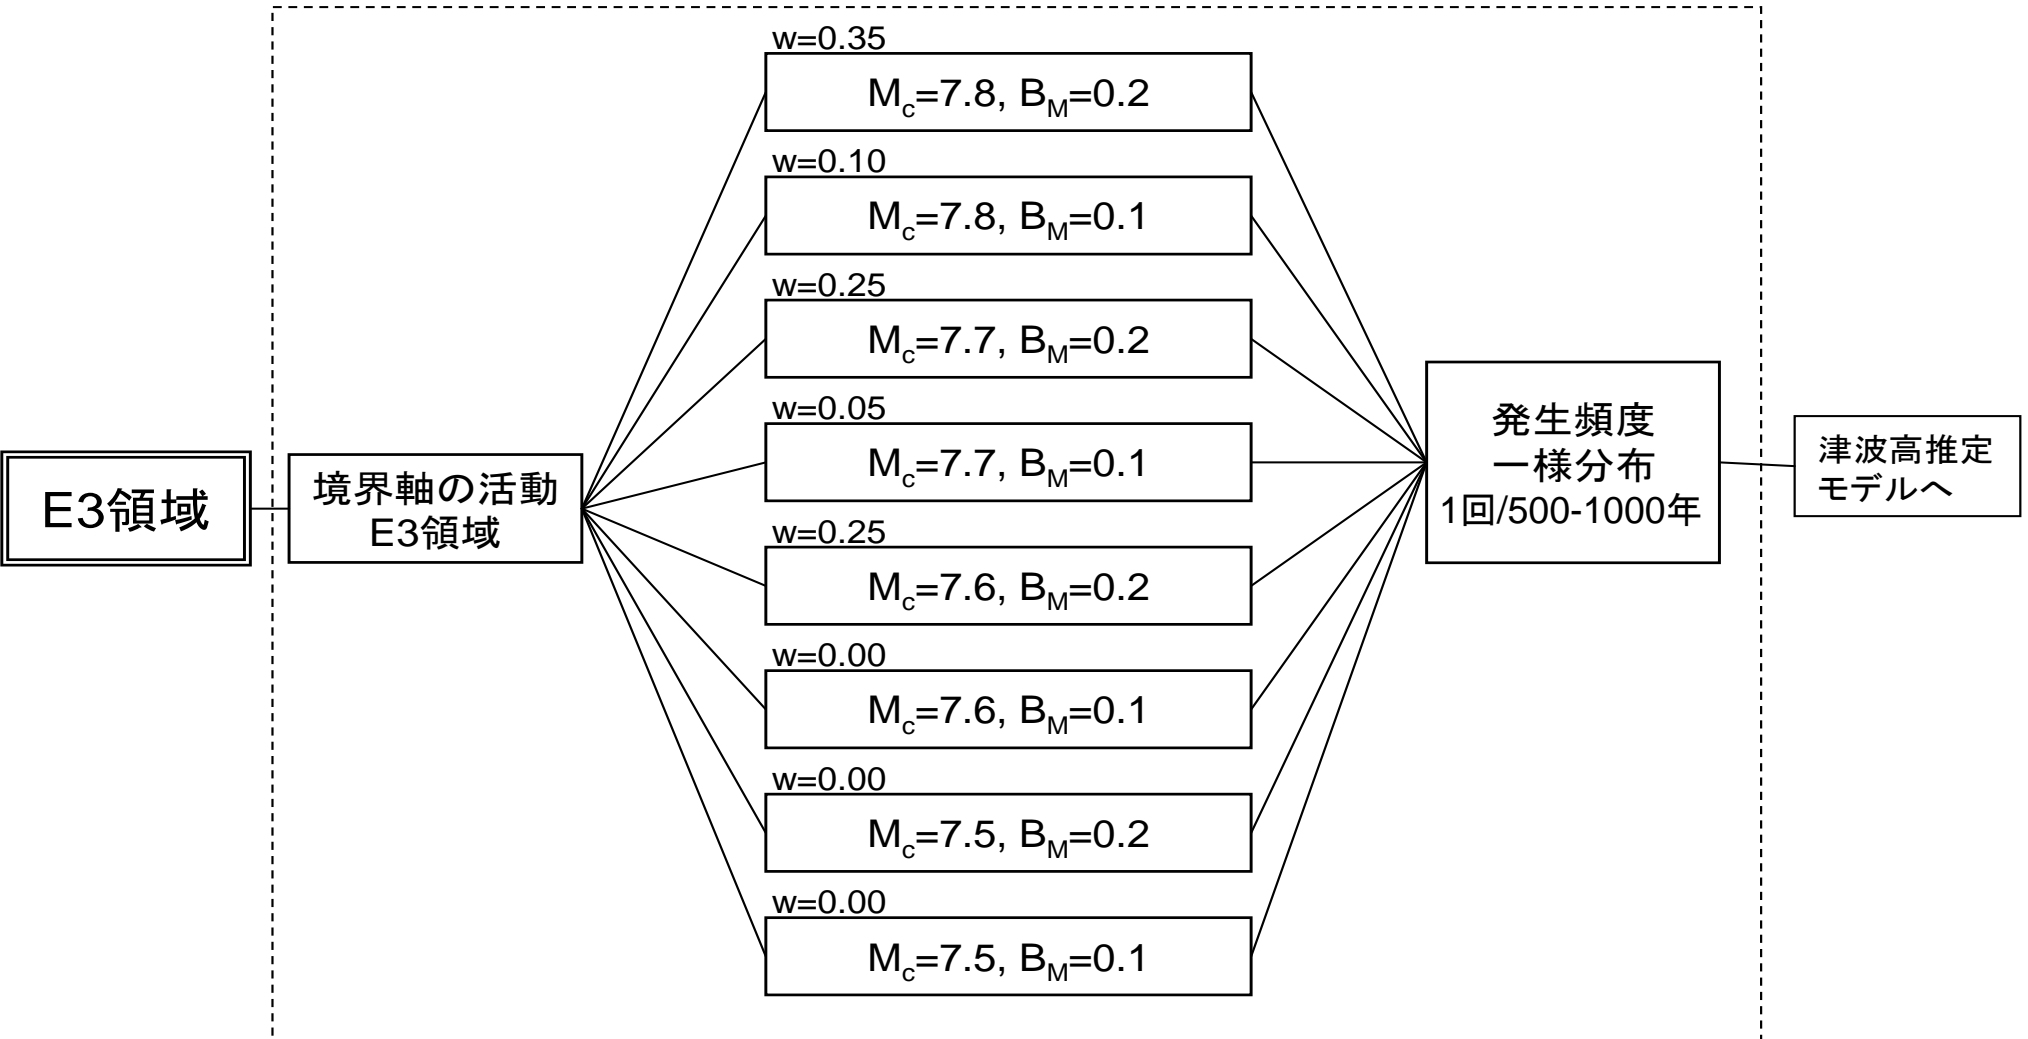 E3領域
境界軸の活動
E3領域
w=0.35
Mc=7.8, BM=0.2
w=0.10
Mc=7.8, BM=0.1
w=0.25
Mc=7.7, BM=0.2
w=0.05
Mc=7.7, BM=0.1
w=0.25
Mc=7.6, BM=0.2
w=0.00
Mc=7.6, BM=0.1
w=0.00
Mc=7.5, BM=0.2
w=0.00
Mc=7.5, BM=0.1
発生頻度
一様分布
1回/500-1000年
津波高推定
モデルへ